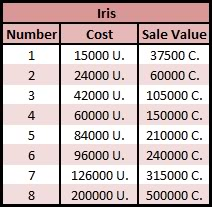 Iris
Number Cost Sale Value
1 15000 U. 37500 C.
2 24000 U. 60000 C.
3 42000 U. 105000 C.
4 60000 U. 150000 C.
5 84000 U. 210000 C.
6 96000 U. 240000 C.
7 126000 U. 315000 C.
8 200000 U. 500000 C.